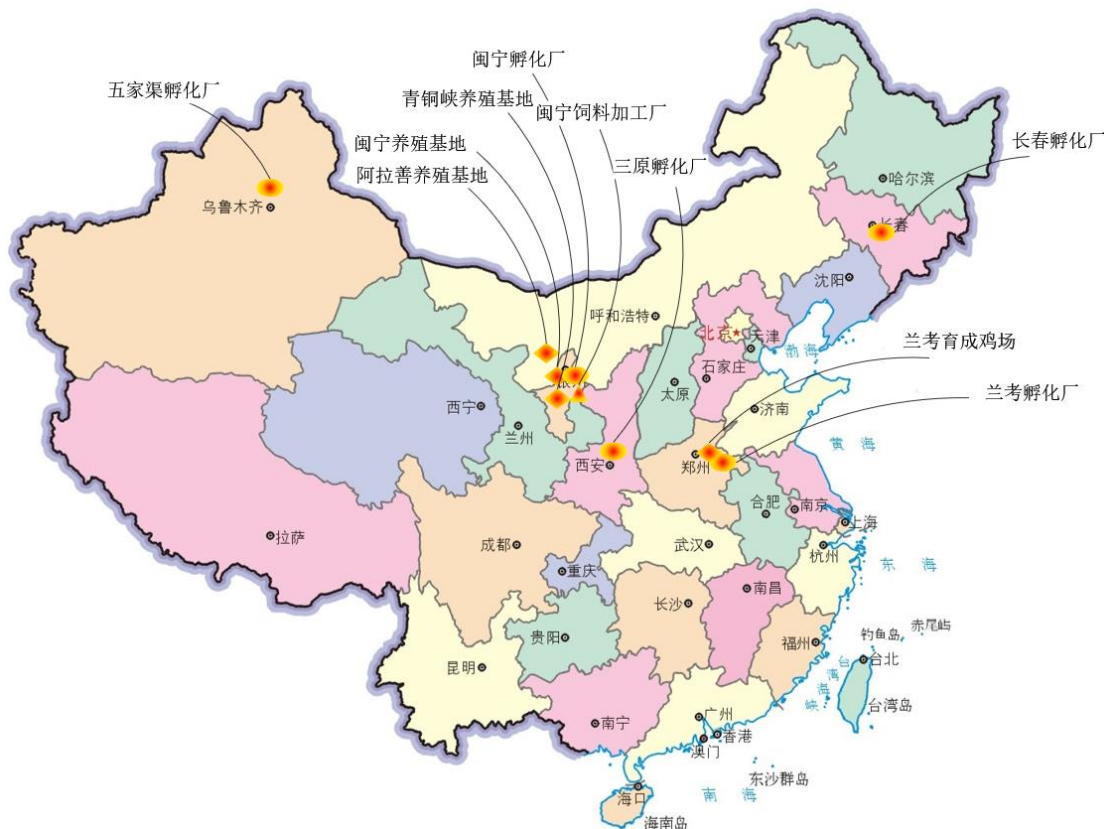 闽宁孵化厂
五家渠孵化厂
青铜峡养殖基地
闽宁饲料加工厂
闽宁养殖基地
三原孵化厂
长春孵化厂
阿拉善养殖基地
哈尔滨
乌鲁木齐
长春
沈阳
呼和浩特
北京
天津
渤海
兰考育成鸡场
石家庄
太原
济南
兰考孵化厂
西宁
兰州
黄海
郑州
西安
合肥
南京
上海
拉萨
成都
武汉
杭州
东海
重庆
南昌
长沙
钓鱼岛
赤尾屿
贵阳
福州
昆明
台北
台湾海峡
台湾岛
广州
南宁
香港
澳门
东沙群岛
海口
南海
海南岛